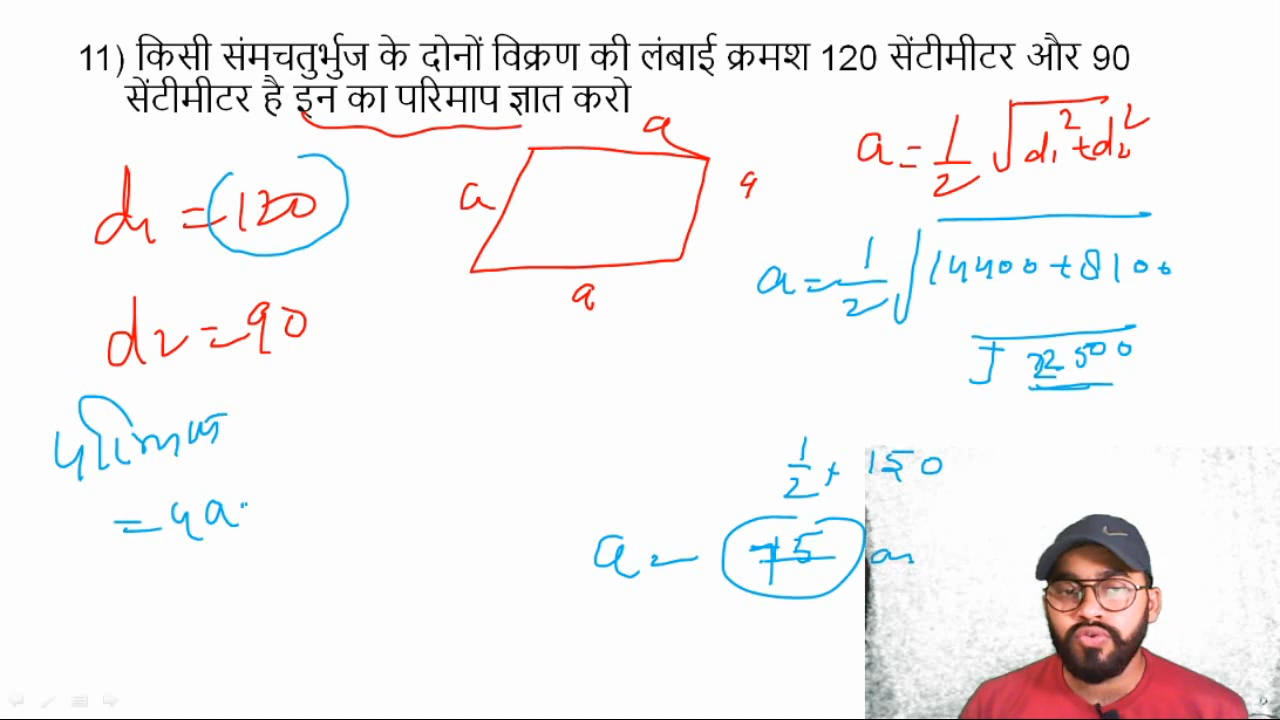 11) किसी संमचतुर्भुज के दोनों विक्रण की लंबाई क्रमश 120 सेंटीमीटर और 90
सेंटीमीटर है इन का परिमाप ज्ञात करो
a
a
a
a
d₁ = 120
d₂ = 90
= 4a
a = 1/2 √d₁² + d₂²
a = 1/2 √14400 + 8100
√22500
1/2 × 150
a = 75